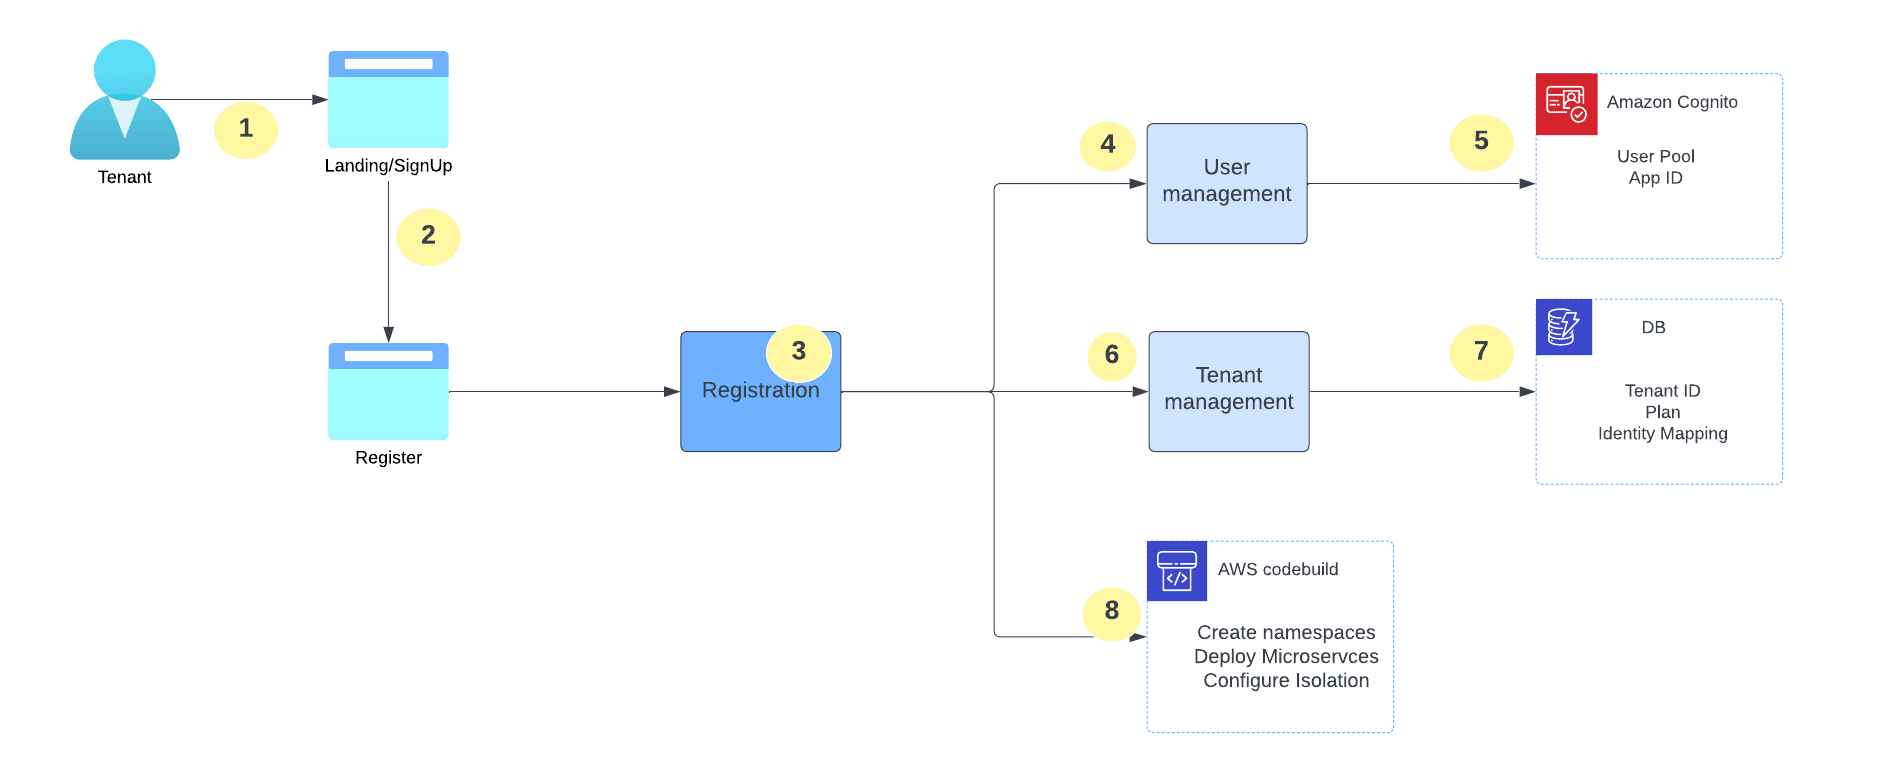 Tenant
1
Landing/SignUp
2
Register
3
Registration
4
User
management
5
Amazon Cognito
User Pool
App ID
6
Tenant
management
7
DB
Tenant ID
Plan
Identity Mapping
8
AWS codebuild
Create namespaces
Deploy Microservces
Configure Isolation